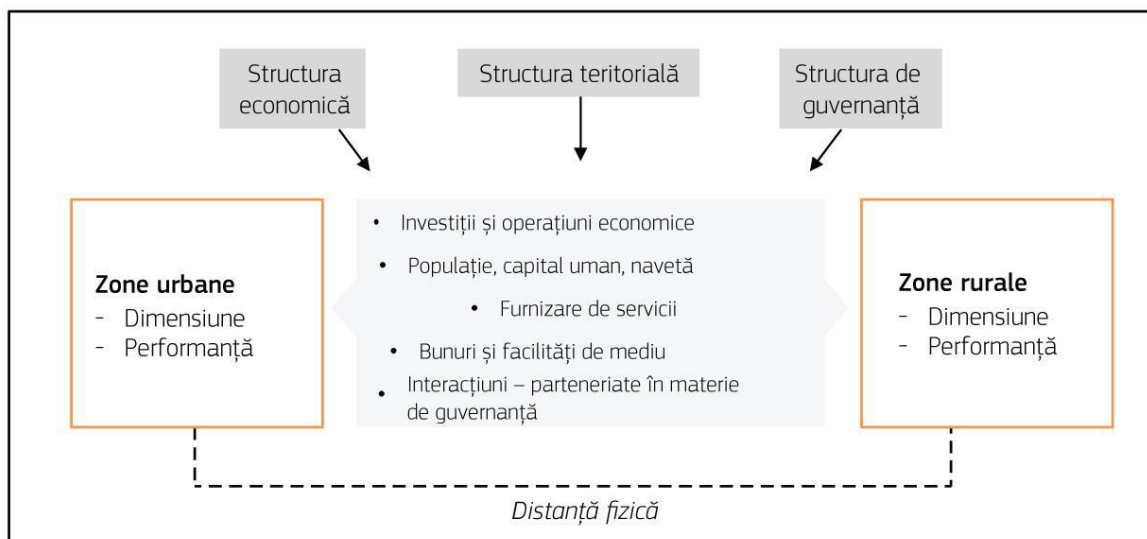 Structura
economică
Structura teritorială
Structura de
guvernanță
• Investiții și operațiuni economice
• Populație, capital uman, navetă
• Furnizare de servicii
• Bunuri și facilități de mediu
• Interacțiuni – parteneriate în materie
de guvernanță
Zone urbane
- Dimensiune
- Performanță
Zone rurale
- Dimensiune
- Performanță
Distanță fizică